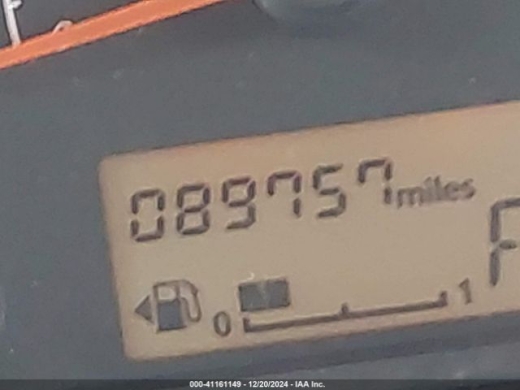 089757 miles
F
0 1
000-41161149 - 12/20/2024 - IAA Inc.